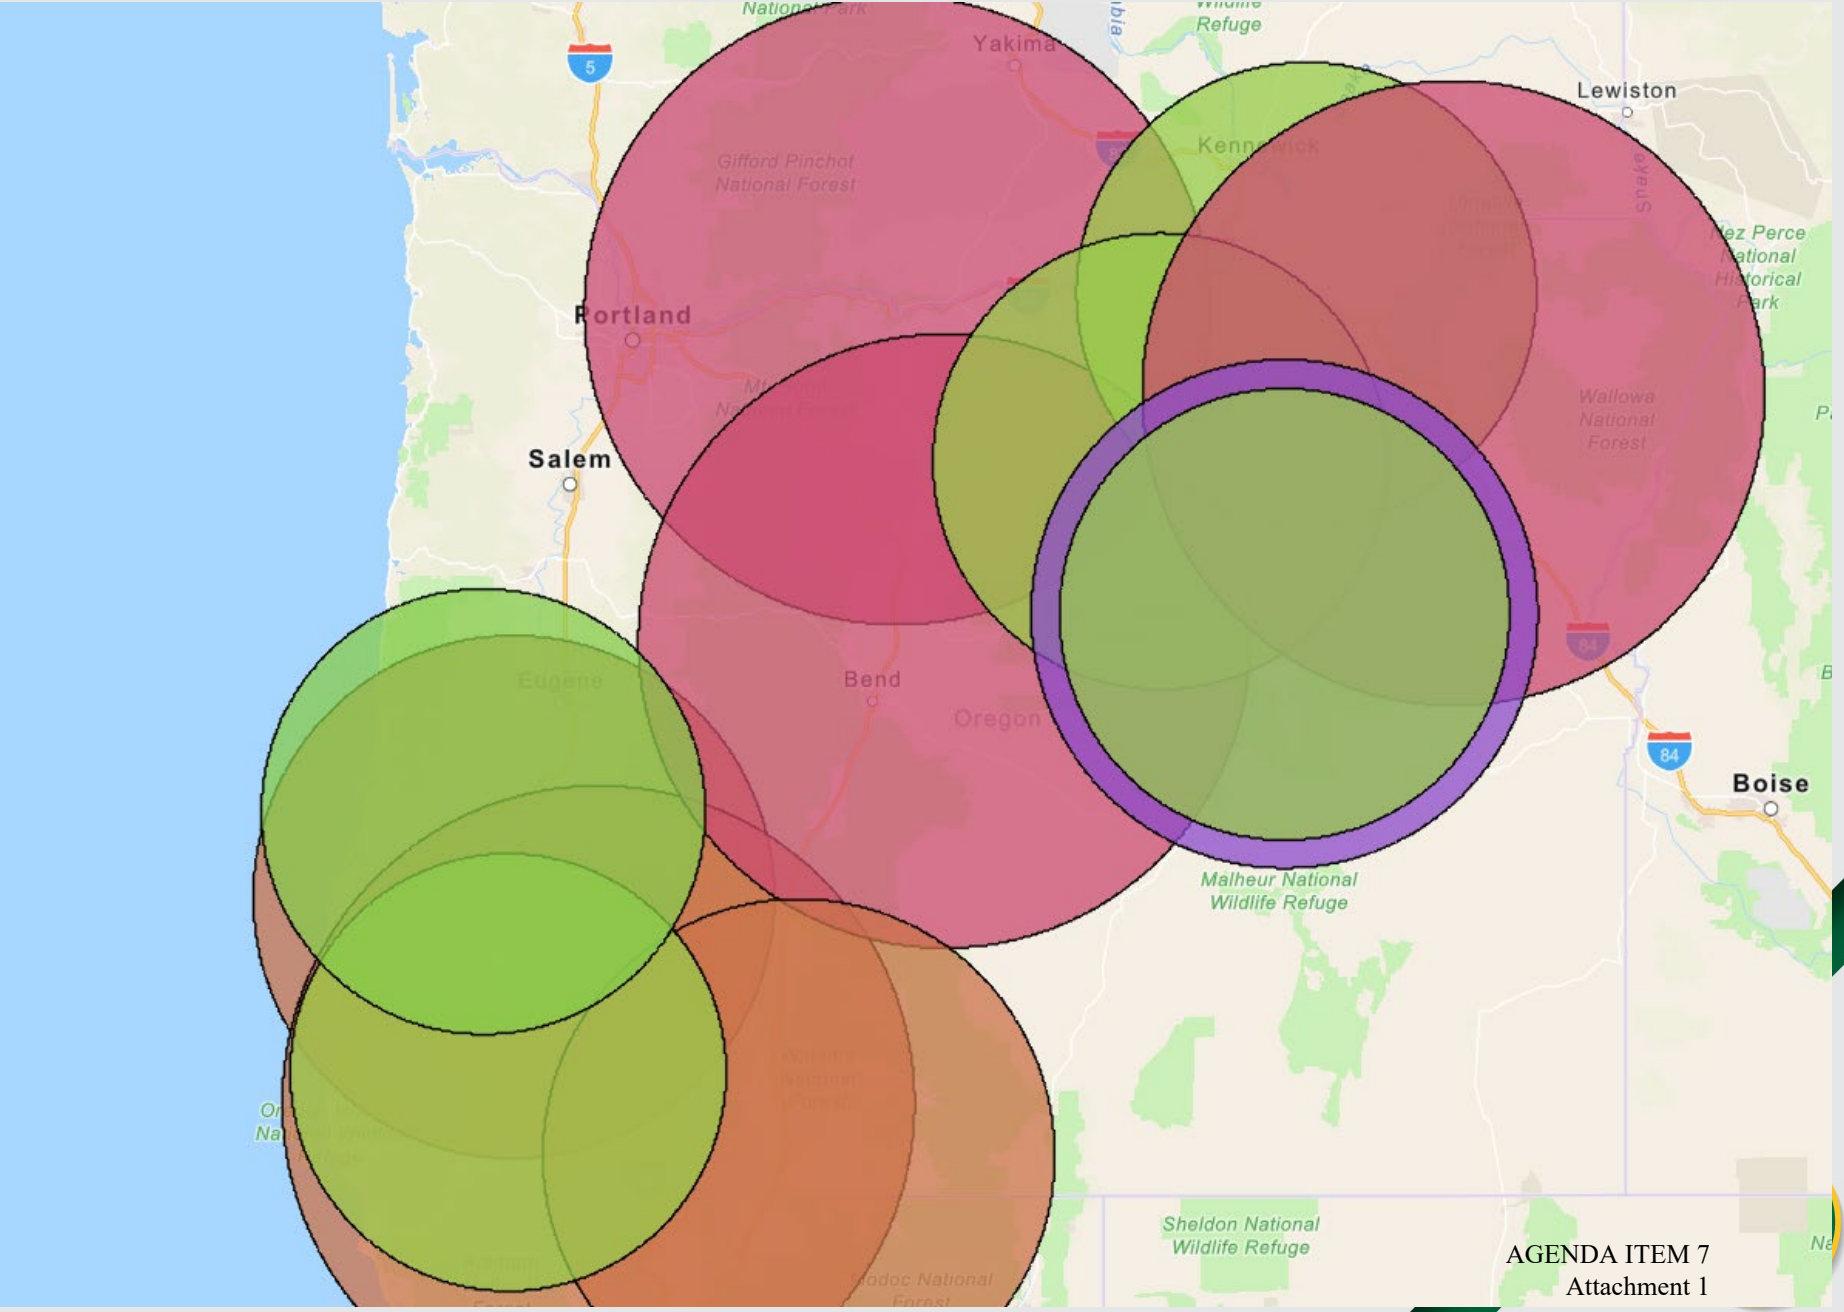 National Park
Wildlife
Refuge
5
Yakima
Lewiston
Kennewick
Gifford Pinchot
National Forest
Snake
Nez Perce
National
Historical
Park
Portland
Wallowa
National
Forest
Salem
84
Eugene
Bend
Oregon
84
Boise
Malheur National
Wildlife Refuge
Sheldon National
Wildlife Refuge
Modoc National
Forest
AGENDA ITEM 7
Attachment 1